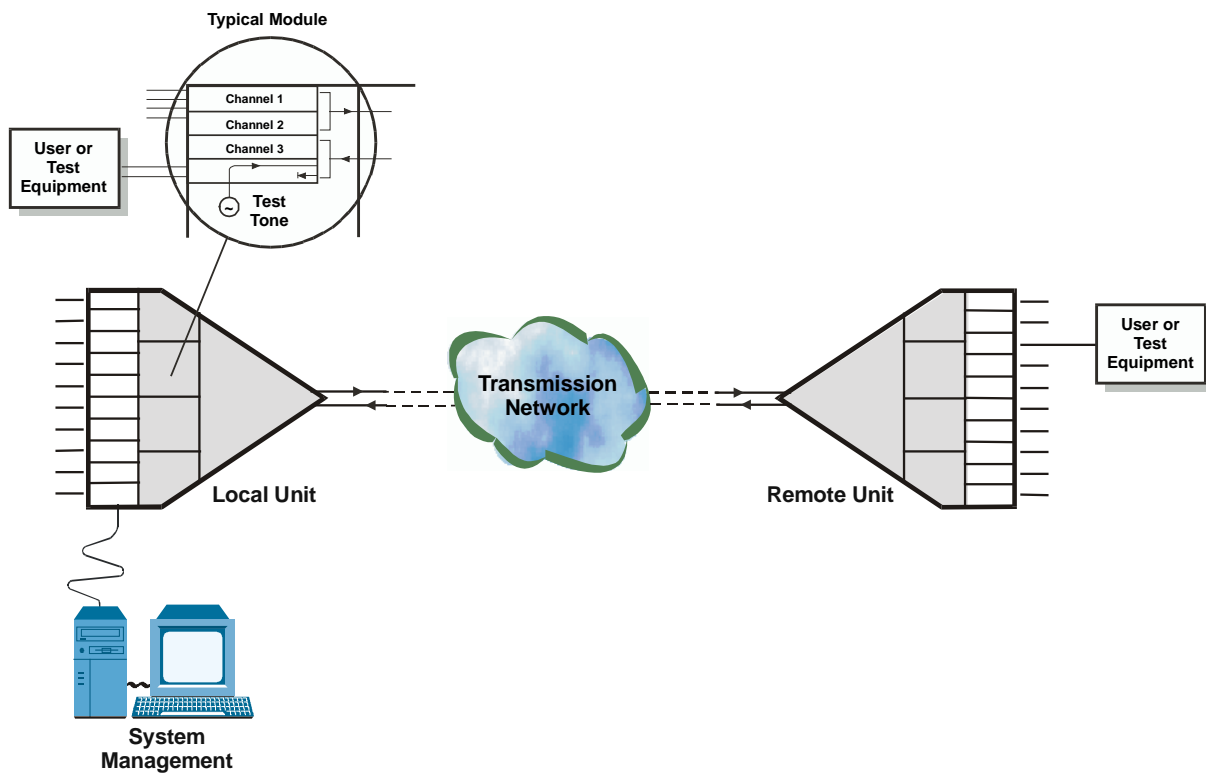 Typical Module
Channel 1
Channel 2
Channel 3
Test
Tone
~
User or
Test
Equipment
User or
Test
Equipment
Transmission
Network
Local Unit
Remote Unit
System
Management